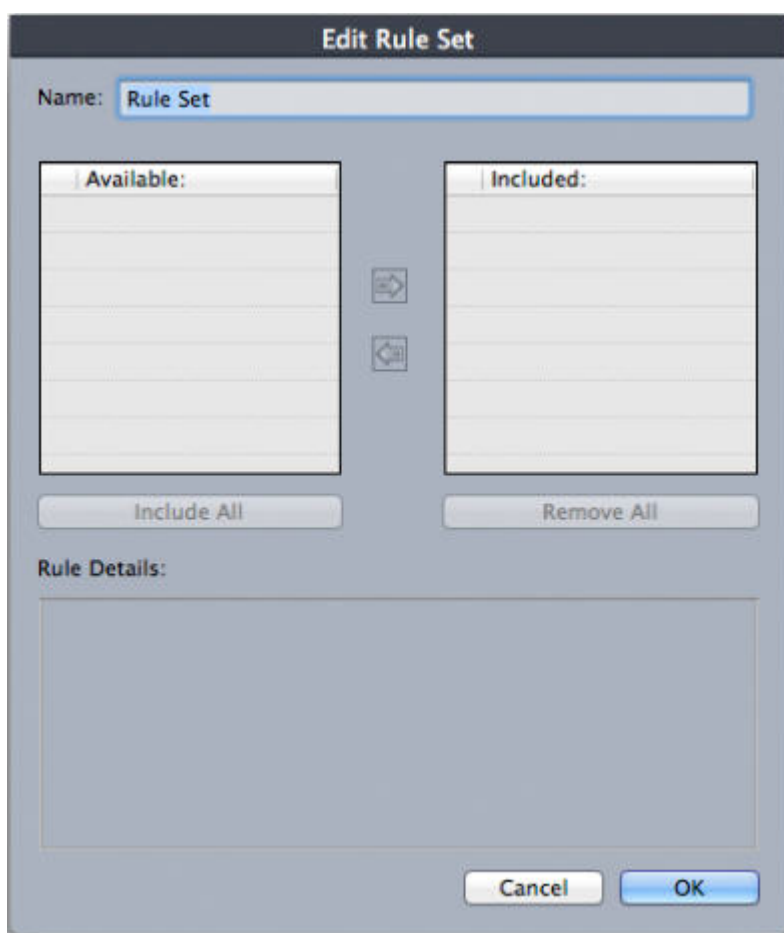 Edit Rule Set
Name: Rule Set
Available:
Included:
Include All
Remove All
Rule Details:
Cancel
OK